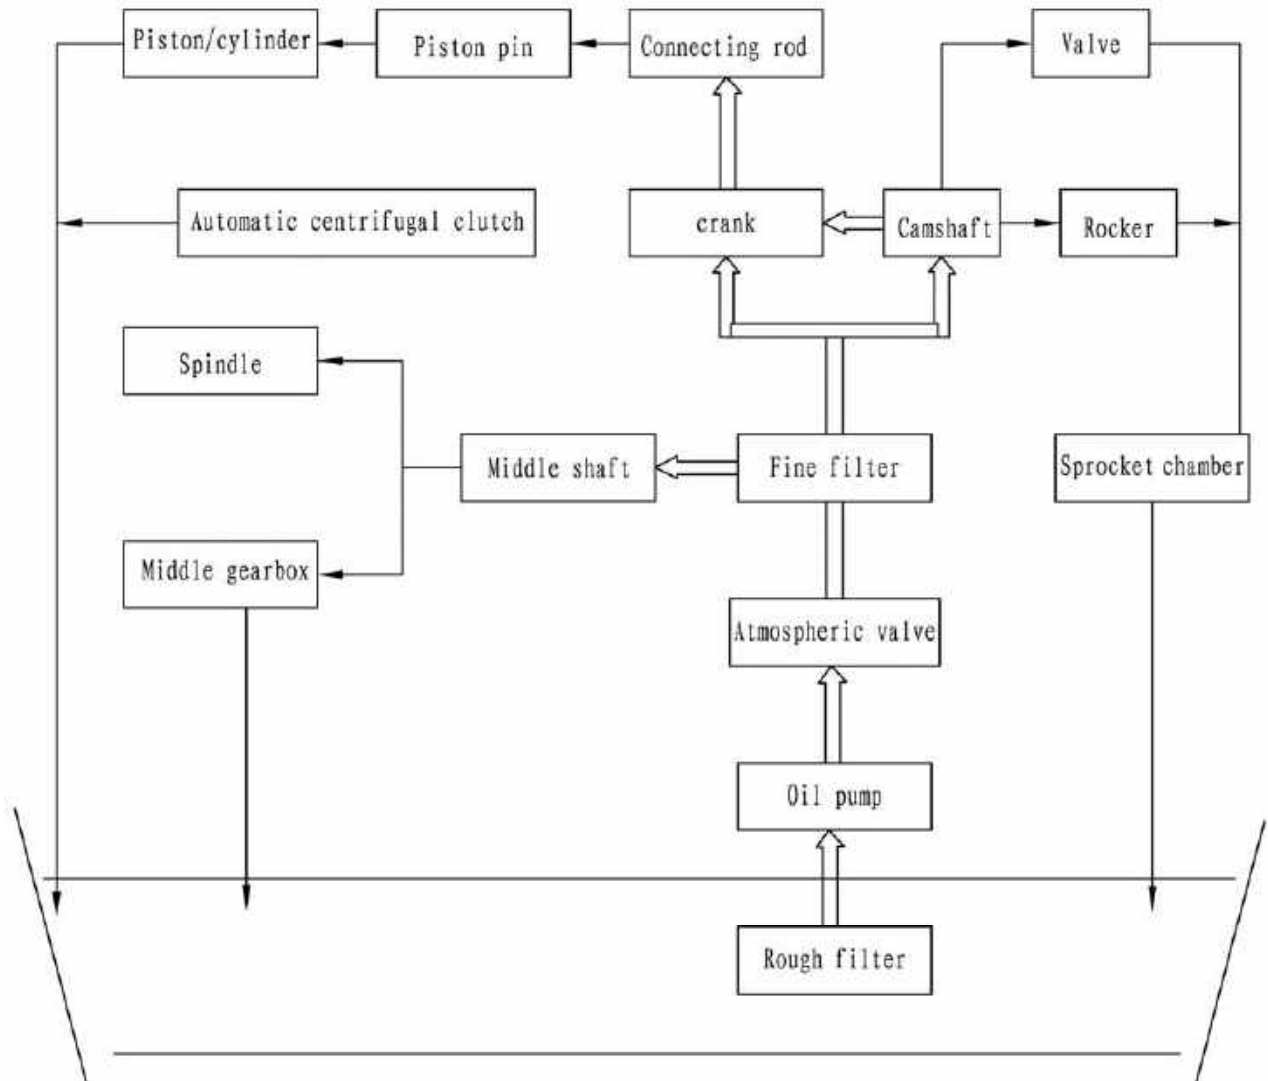 Piston/cylinder
Piston pin
Connecting rod
Valve
Automatic centrifugal clutch
crank
Camshaft
Rocker
Spindle
Middle shaft
Fine filter
Sprocket chamber
Middle gearbox
Atmospheric valve
Oil pump
Rough filter